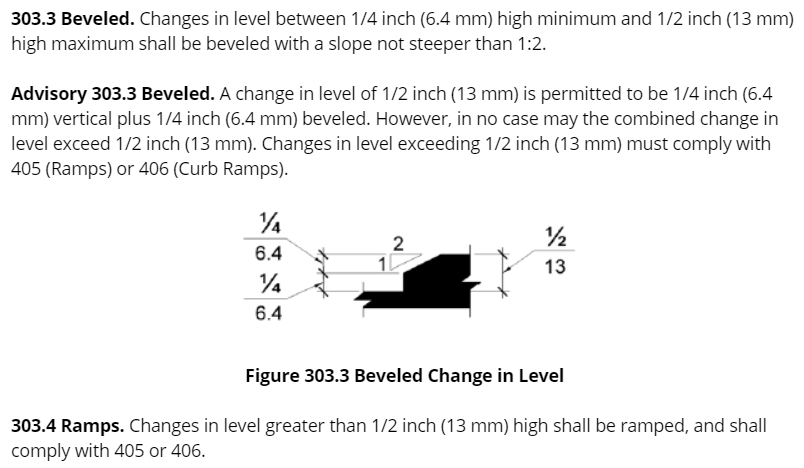 303.3 Beveled. Changes in level between 1/4 inch (6.4 mm) high minimum and 1/2 inch (13 mm)
high maximum shall be beveled with a slope not steeper than 1:2.
Advisory 303.3 Beveled. A change in level of 1/2 inch (13 mm) is permitted to be 1/4 inch (6.4
mm) vertical plus 1/4 inch (6.4 mm) beveled. However, in no case may the combined change in
level exceed 1/2 inch (13 mm). Changes in level exceeding 1/2 inch (13 mm) must comply with
405 (Ramps) or 406 (Curb Ramps).
¼
6.4
¼
6.4
2
1
½
13
Figure 303.3 Beveled Change in Level
303.4 Ramps. Changes in level greater than 1/2 inch (13 mm) high shall be ramped, and shall
comply with 405 or 406.